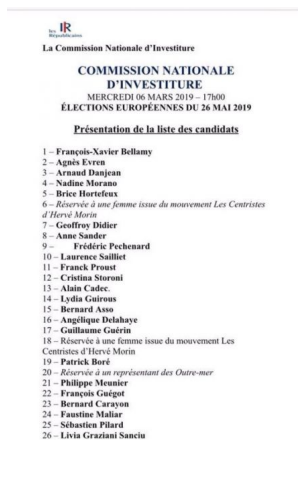 les
Républicains
La Commission Nationale d'Investiture
COMMISSION NATIONALE
D'INVESTITURE
MERCREDI 06 MARS 2019 – 17h00
ÉLECTIONS EUROPÉENNES DU 26 MAI 2019
Présentation de la liste des candidats
1 – François-Xavier Bellamy
2 – Agnès Evren
3 – Arnaud Danjean
4 – Nadine Morano
5 – Brice Hortefeux
6 – Réservée à une femme issue du mouvement Les Centristes
d'Hervé Morin
7 – Geoffroy Didier
8 – Anne Sander
9 – Frédéric Pechenard
10 – Laurence Sailliet
11 – Franck Proust
12 – Cristina Storoni
13 – Alain Cadec.
14 – Lydia Guirous
15 – Bernard Asso
16 – Angélique Delahaye
17 – Guillaume Guérin
18 – Réservée à une femme issue du mouvement Les
Centristes d'Hervé Morin
19 – Patrick Boré
20 – Réservée à un représentant des Outre-mer
21 – Philippe Meunier
22 – François Guégot
23 – Bernard Carayon
24 – Faustine Maliar
25 – Sébastien Pilard
26 – Livia Graziani Sanciu